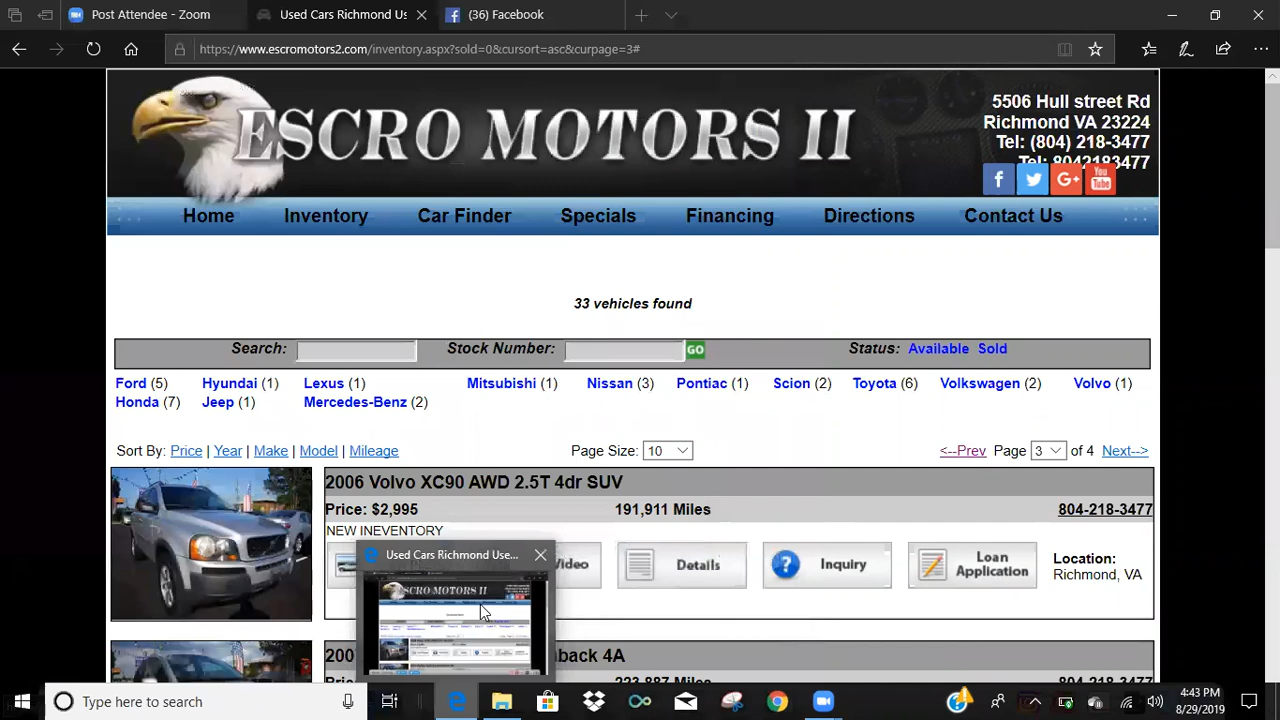 Post Attendee - Zoom
Used Cars Richmond Us
(36) Facebook
https://www.escromotors2.com/inventory.aspx?sold=0&cursort=asc&curpage=3#
ESCRO MOTORS II
5506 Hull street Rd
Richmond VA 23224
Tel: (804) 218-3477
Tel: 8042183477
f
G+
You Tube
Home Inventory Car Finder Specials Financing Directions Contact Us
33 vehicles found
Search: Stock Number: GO Status: Available Sold
Ford (5) Hyundai (1) Lexus (1) Mitsubishi (1) Nissan (3) Pontiac (1) Scion (2) Toyota (6) Volkswagen (2) Volvo (1)
Honda (7) Jeep (1) Mercedes-Benz (2)
Sort By: Price | Year | Make | Model | Mileage Page Size: 10 <--Prev Page 3 of 4 Next-->
2006 Volvo XC90 AWD 2.5T 4dr SUV
Price: $2,995 191,911 Miles 804-218-3477
NEW INEVENTORY
Used Cars Richmond Use...
Details
? Inquiry
Loan Application
Location:
Richmond, VA
ESCRO MOTORS II
4A
223,887 Miles
Type here to search
4:43 PM
8/29/2019